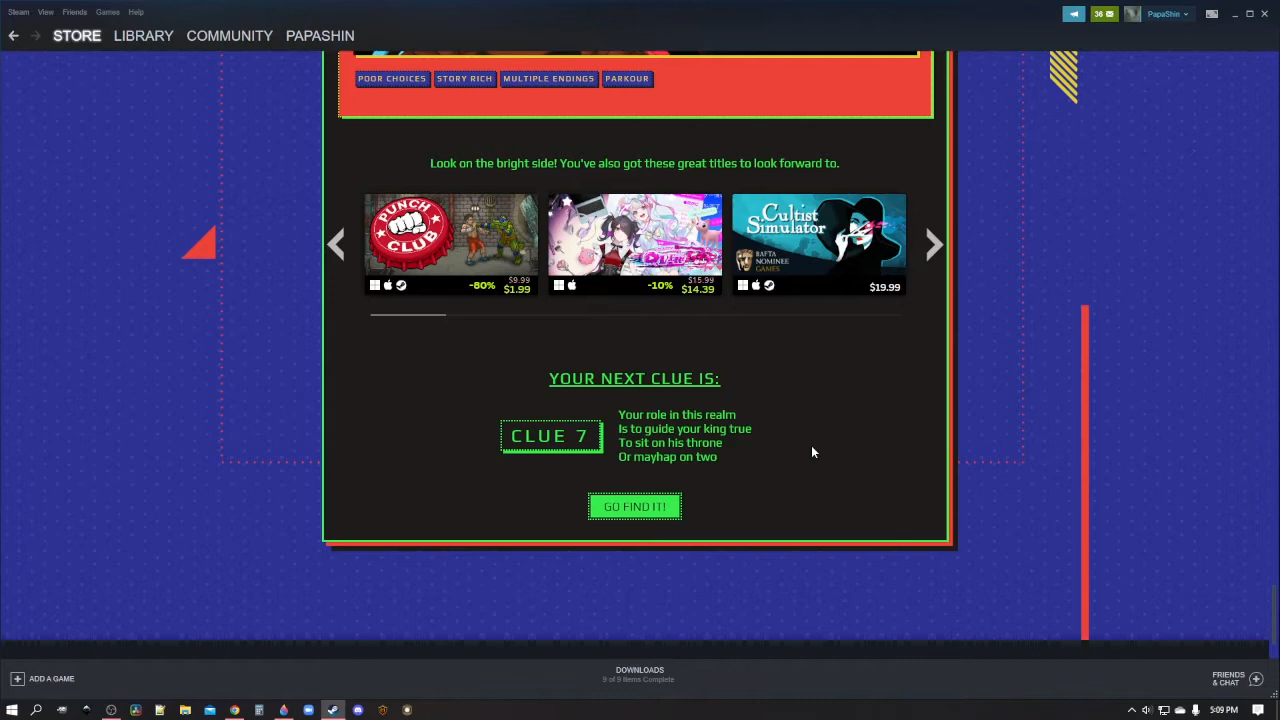 Steam View Friends Games Help
36 PapaShin
STORE LIBRARY COMMUNITY PAPASHIN
POOR CHOICES STORY RICH MULTIPLE ENDINGS PARKOUR
Look on the bright side! You've also got these great titles to look forward to.
PUNCH CLUB
Cultist Simulator
BAFTA NOMINEE GAMES
-80% $9.99 $1.99
-10% $15.99 $14.39
$19.99
YOUR NEXT CLUE IS:
CLUE 7
Your role in this realm
Is to guide your king true
To sit on his throne
Or mayhap on two
GO FIND IT!
ADD A GAME
DOWNLOADS
9 of 9 Items Complete
FRIENDS & CHAT
5:09 PM